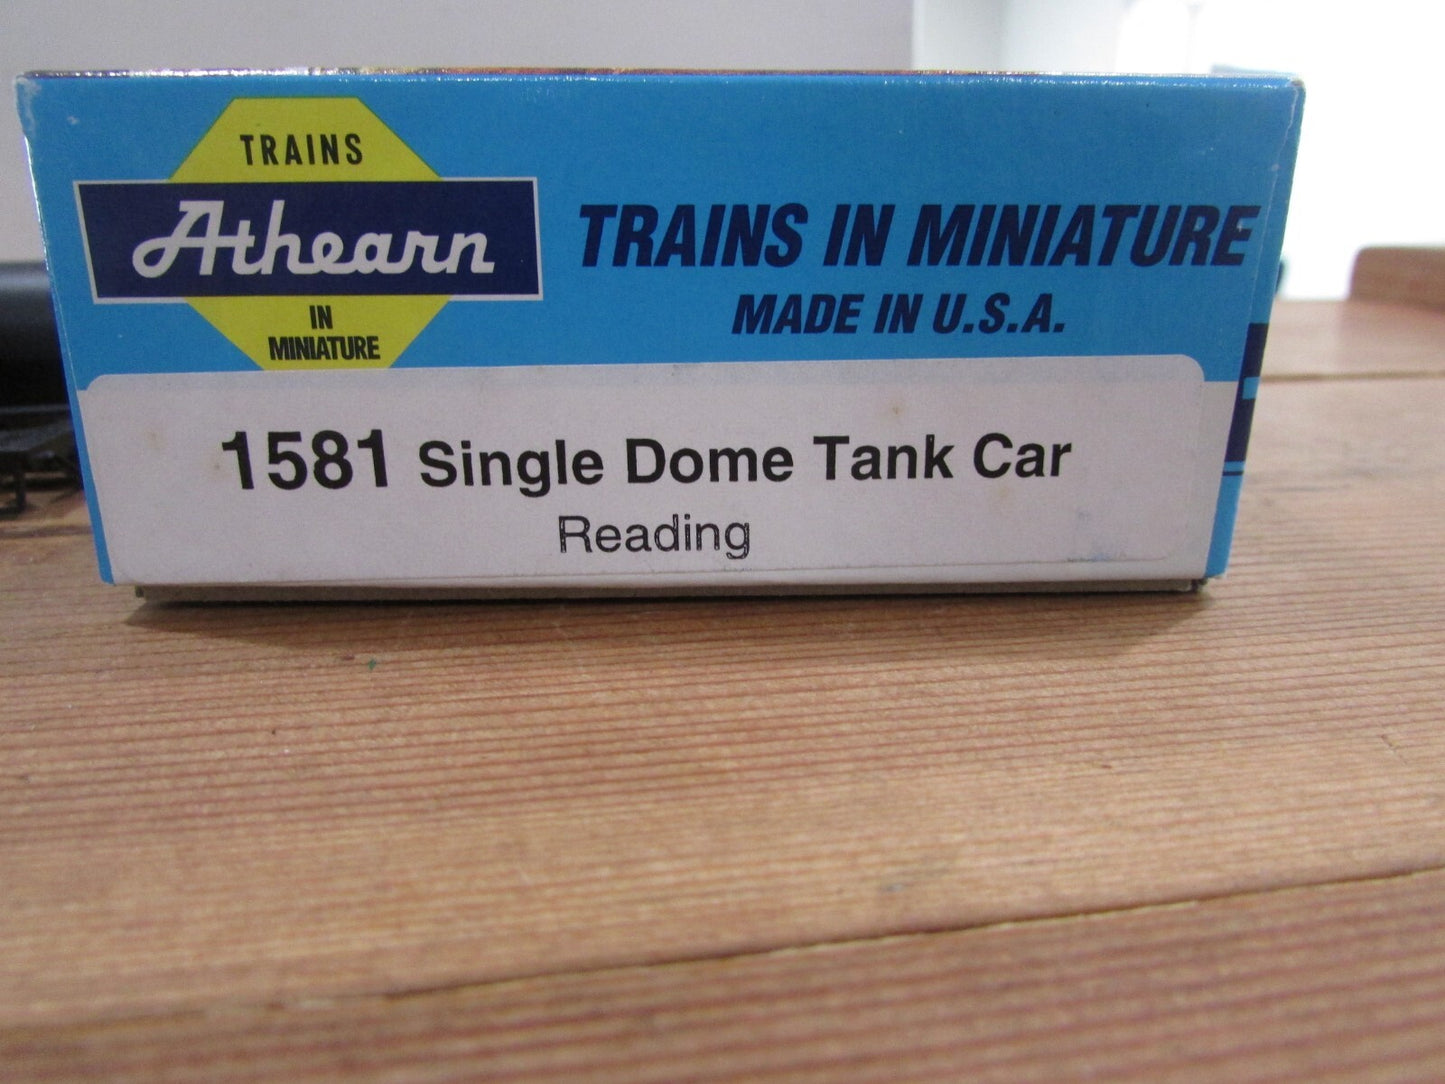 TRAINS
Athearn
IN
MINIATURE
TRAINS IN MINIATURE
MADE IN U.S.A.
1581 Single Dome Tank Car
Reading